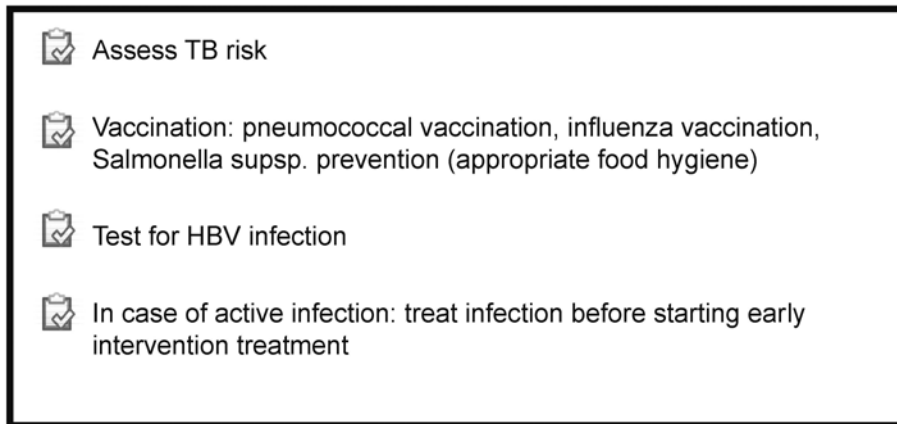 Assess TB risk
Vaccination: pneumococcal vaccination, influenza vaccination,
Salmonella supsp. prevention (appropriate food hygiene)
Test for HBV infection
In case of active infection: treat infection before starting early
intervention treatment